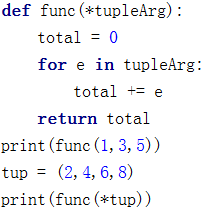 def func(*tupleArg):
    total = 0
    for e in tupleArg:
        total += e
    return total
print(func(1,3,5))
tup = (2,4,6,8)
print(func(*tup))